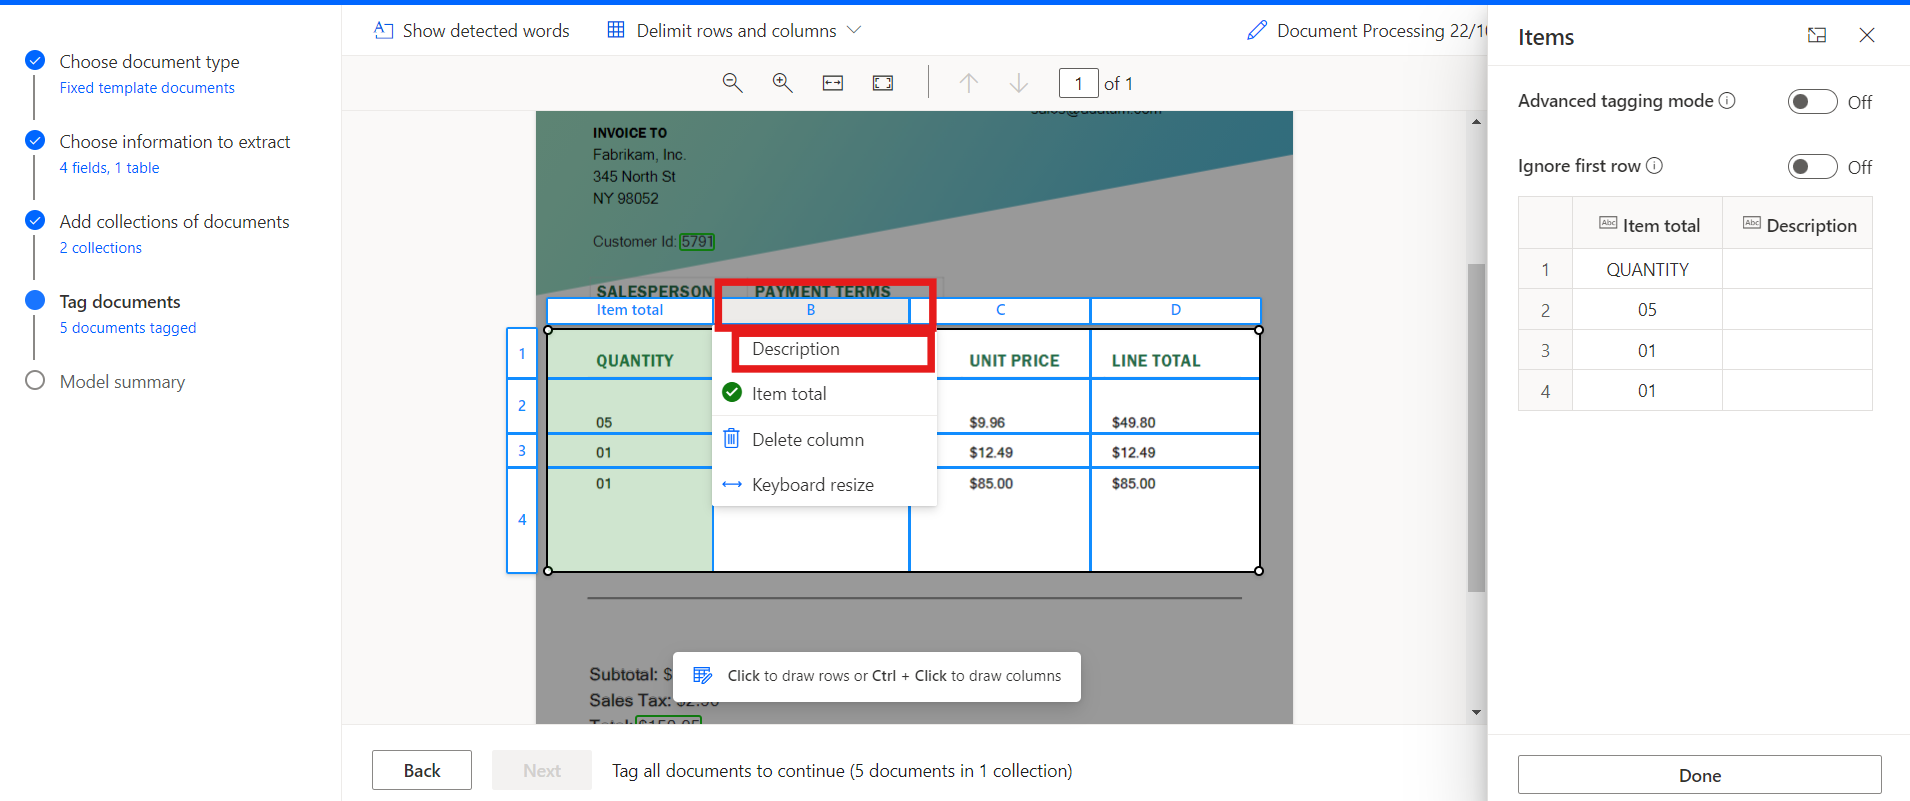 Choose document type
Fixed template documents
Choose information to extract
4 fields, 1 table
Add collections of documents
2 collections
Tag documents
5 documents tagged
Model summary
Show detected words
Delimit rows and columns
Document Processing 22/1
1 of 1
INVOICE TO
Fabrikam, Inc.
345 North St
NY 98052
Customer Id: 5791
SALESPERSON PAYMENT TERMS
Item total B C D
1 QUANTITY UNIT PRICE LINE TOTAL
2 05 $9.96 $49.80
3 01 $12.49 $12.49
01 $85.00 $85.00
4
Description
Item total
Delete column
Keyboard resize
Subtotal: $
Sales Tax:
Click to draw rows or Ctrl + Click to draw columns
Back
Next
Tag all documents to continue (5 documents in 1 collection)
Items
Advanced tagging mode Off
Ignore first row Off
Abc Item total Abc Description
1 QUANTITY
2 05
3 01
4 01
Done